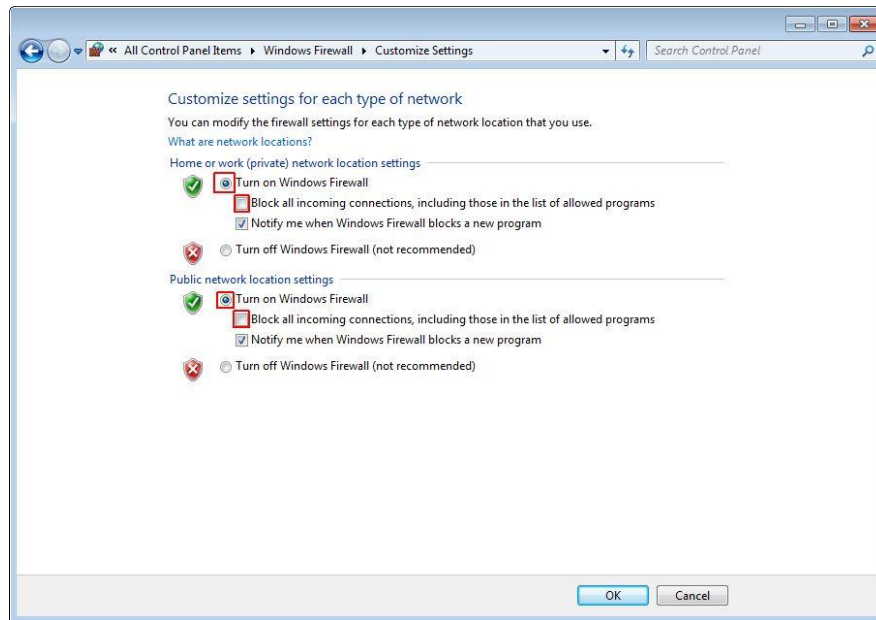 « All Control Panel Items ▸ Windows Firewall ▸ Customize Settings
Search Control Panel
Customize settings for each type of network
You can modify the firewall settings for each type of network location that you use.
What are network locations?
Home or work (private) network location settings
Turn on Windows Firewall
Block all incoming connections, including those in the list of allowed programs
Notify me when Windows Firewall blocks a new program
Turn off Windows Firewall (not recommended)
Public network location settings
Turn on Windows Firewall
Block all incoming connections, including those in the list of allowed programs
Notify me when Windows Firewall blocks a new program
Turn off Windows Firewall (not recommended)
OK
Cancel